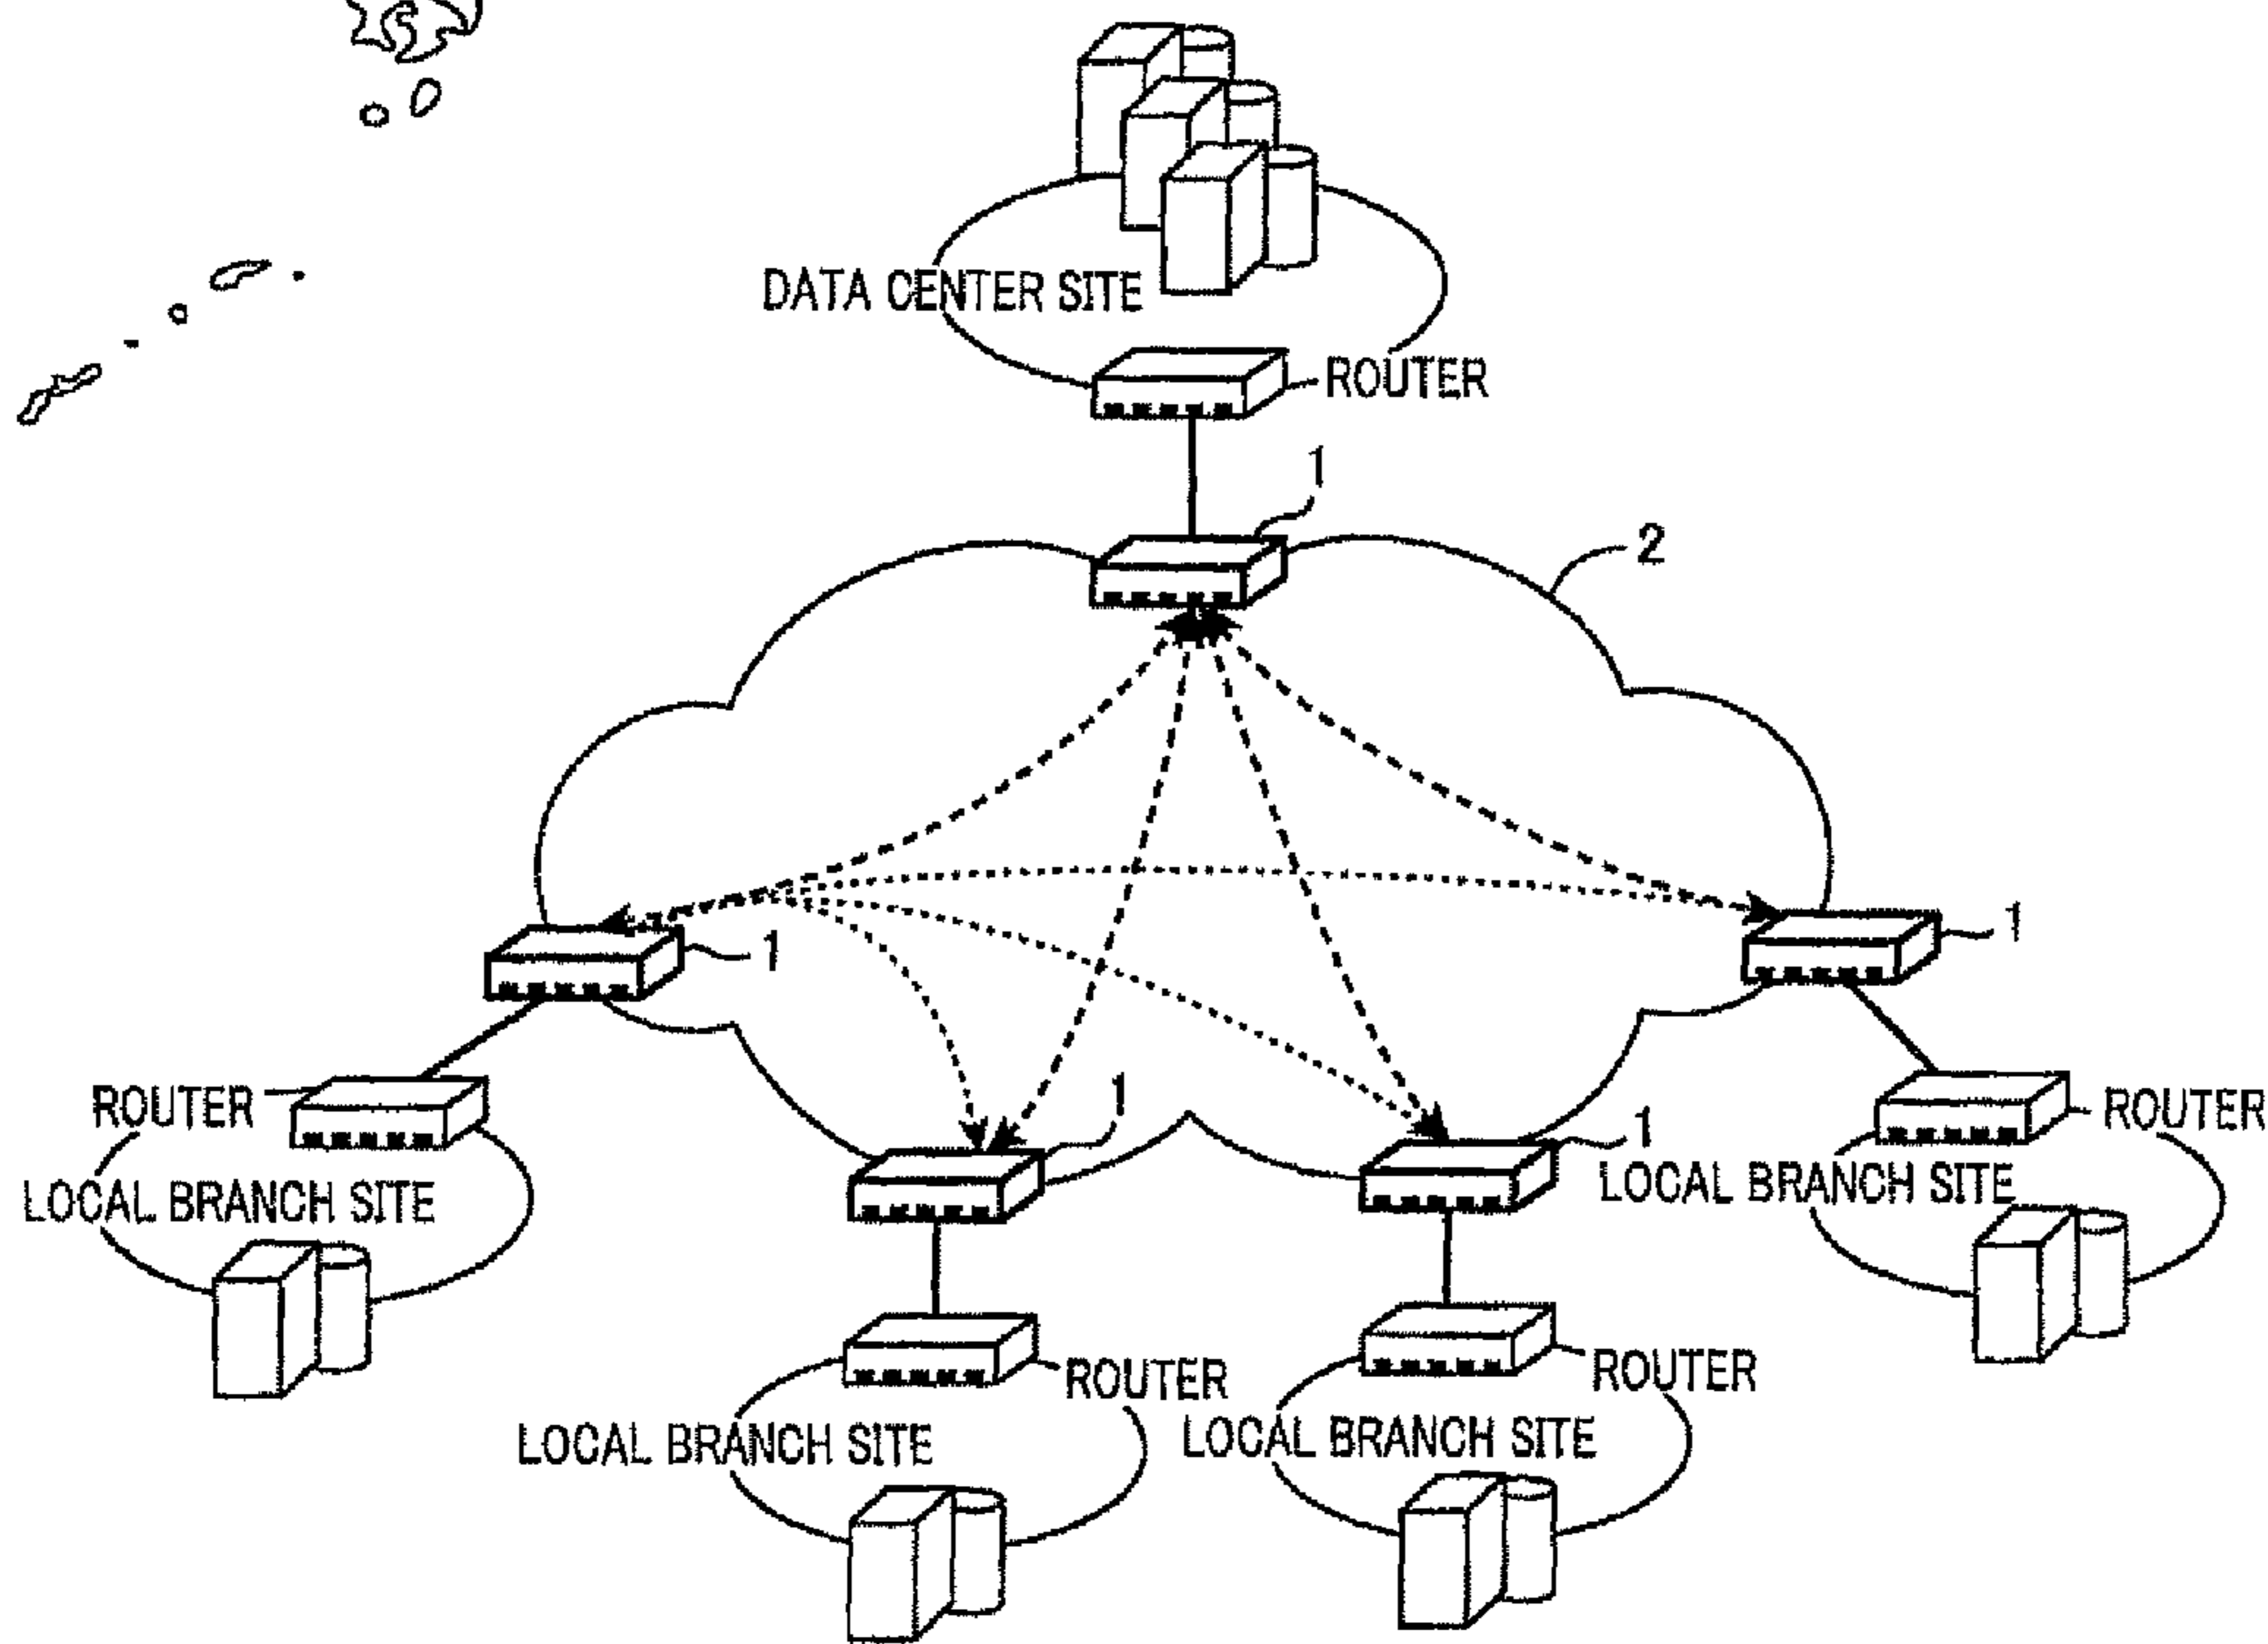 DATA CENTER SITE
ROUTER
1
2
1
1
ROUTER
1
1
ROUTER
LOCAL BRANCH SITE
LOCAL BRANCH SITE
ROUTER
ROUTER
LOCAL BRANCH SITE
LOCAL BRANCH SITE